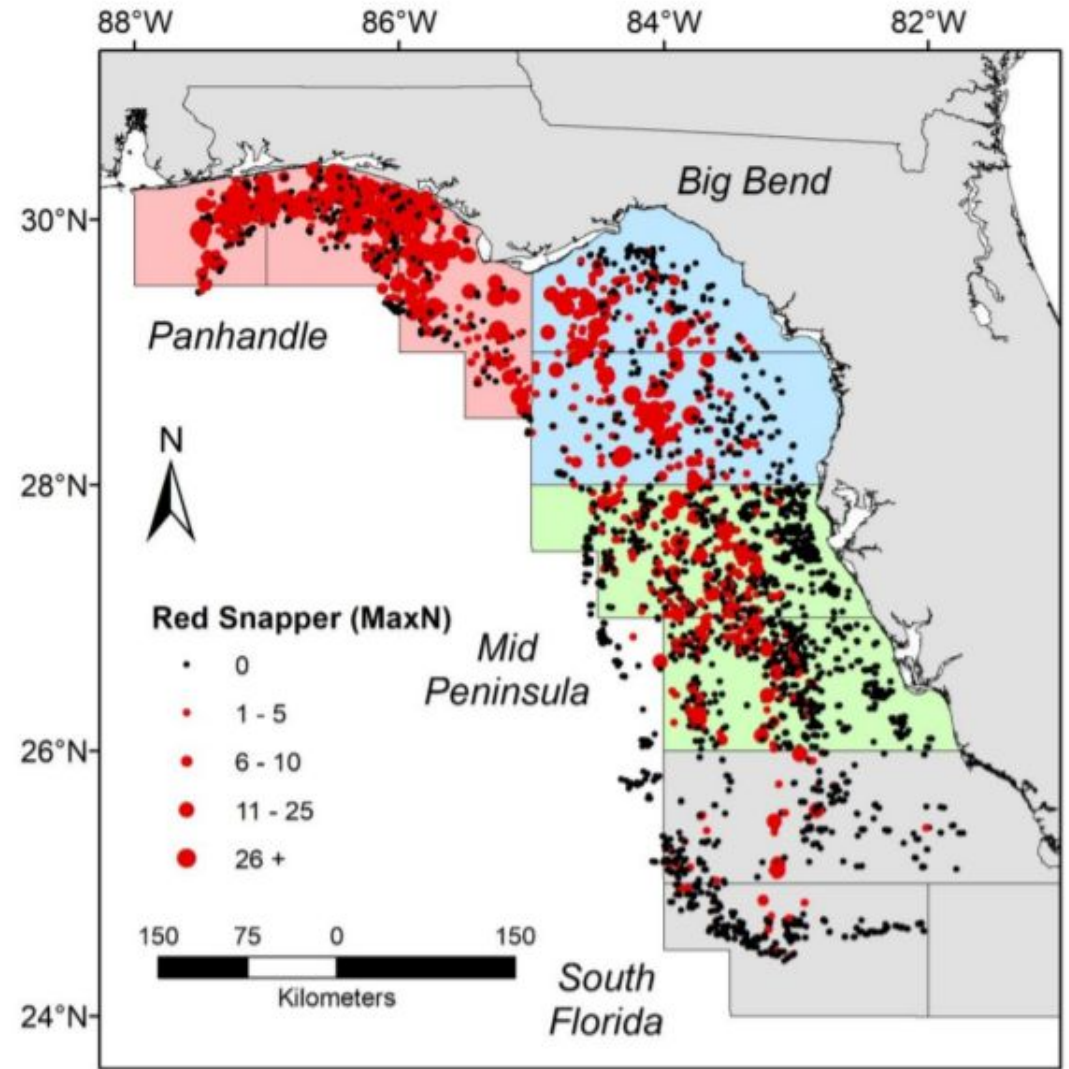 88°W 86°W 84°W 82°W
Big Bend
30°N
Panhandle
N
28°N
Red Snapper (MaxN)
0
1 - 5
6 - 10
11 - 25
26 +
Mid
Peninsula
26°N
150 75 0 150
Kilometers
South
Florida
24°N